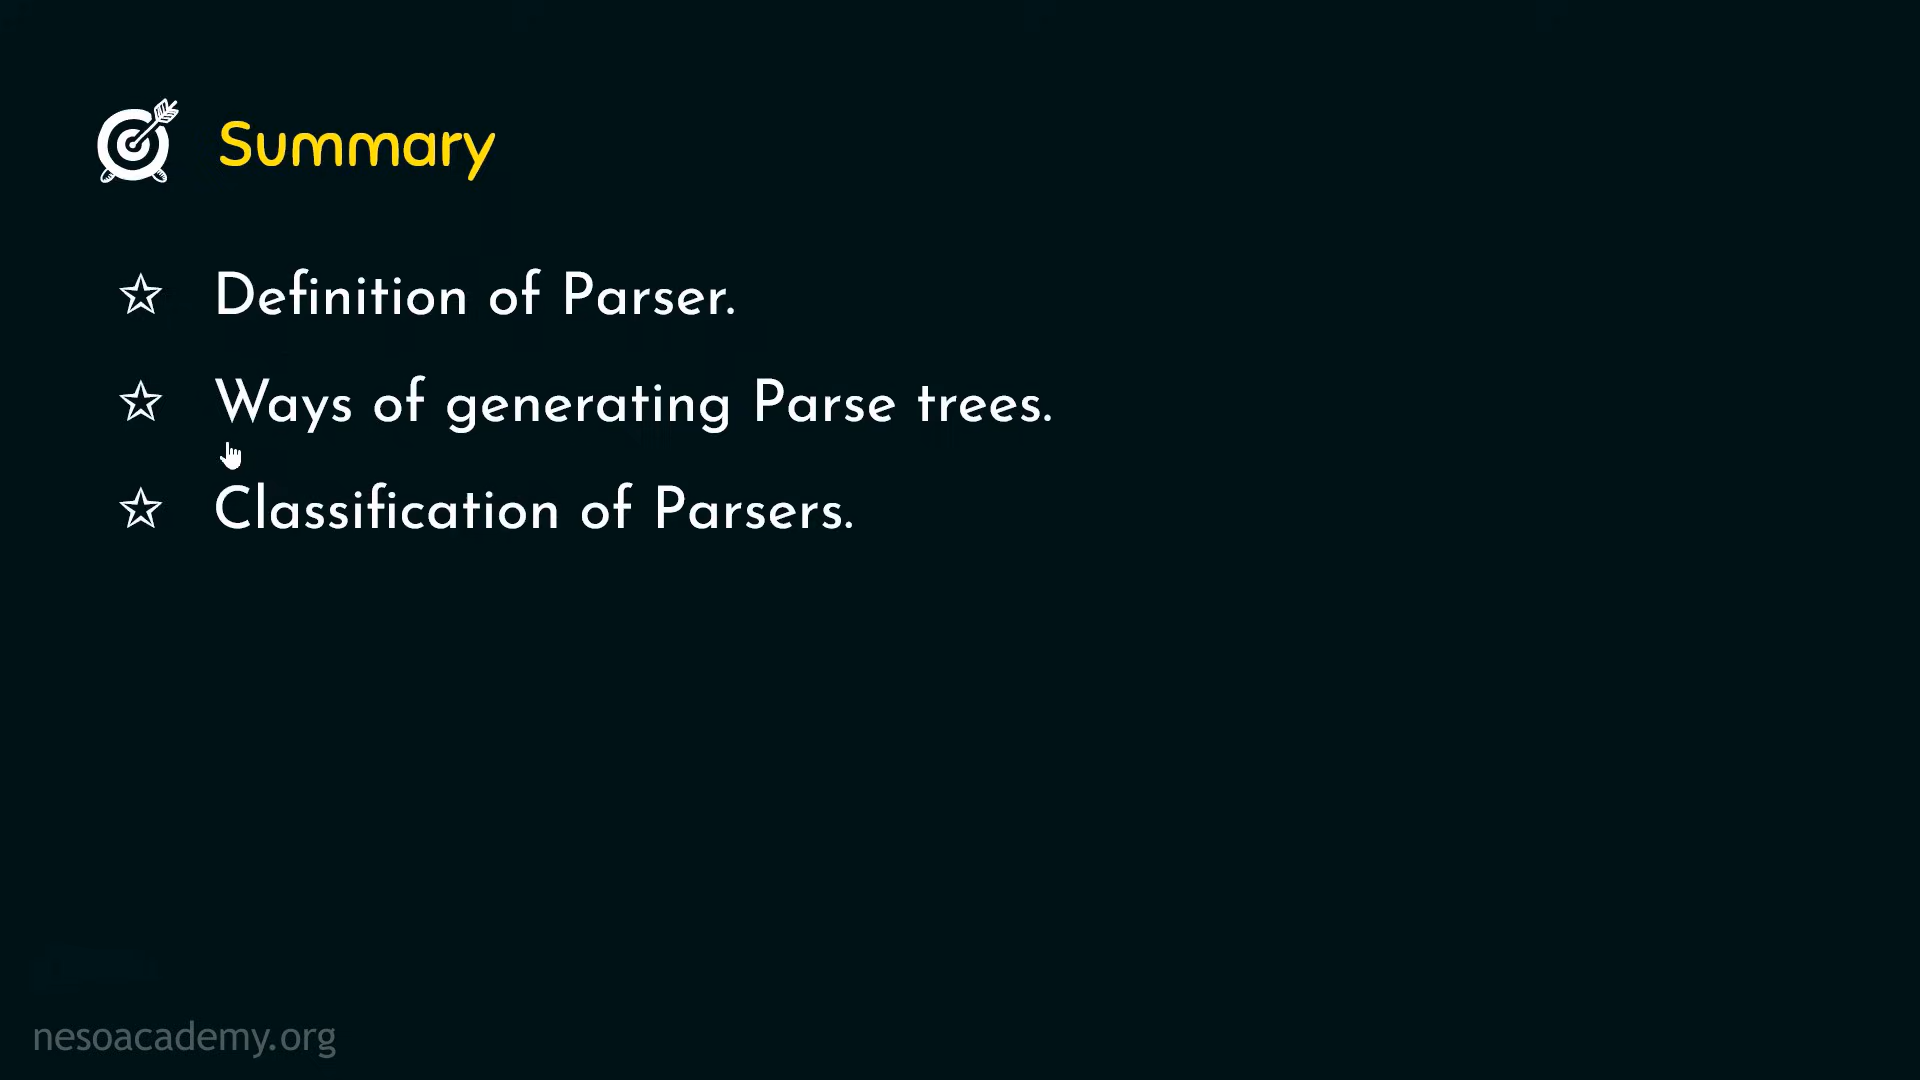 Summary
Definition of Parser.
Ways of generating Parse trees.
Classification of Parsers.
nesoacademy.org